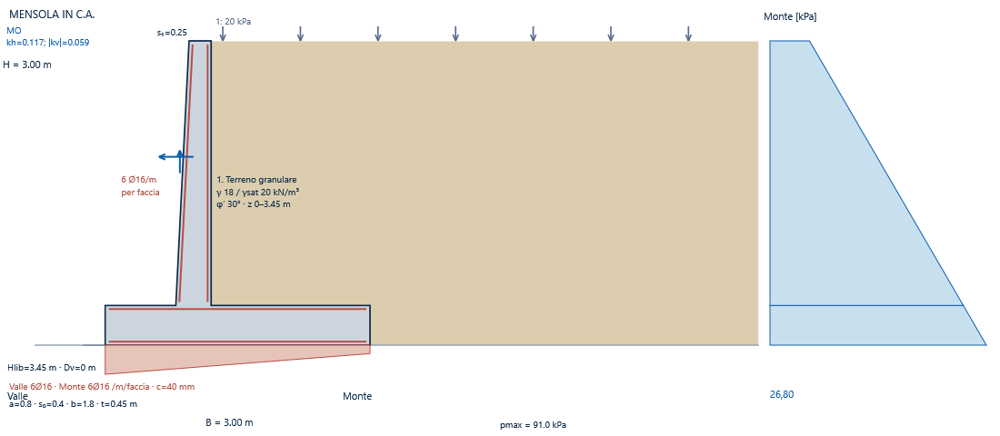 MENSOLA IN C.A.
MO
kh=0.117; |kv|=0.059
H = 3.00 m
s₁=0.25
1: 20 kPa
Monte [kPa]
6 Ø16/m
per faccia
1. Terreno granulare
γ 18 / γsat 20 kN/m³
φ′ 30° · z 0–3.45 m
Hlib=3.45 m · Dv=0 m
Valle 6Ø16 · Monte 6Ø16 /m/faccia · c=40 mm
Valle
a=0.8 · s₀=0.4 · b=1.8 · t=0.45 m
Monte
26,80
B = 3.00 m
pmax = 91.0 kPa